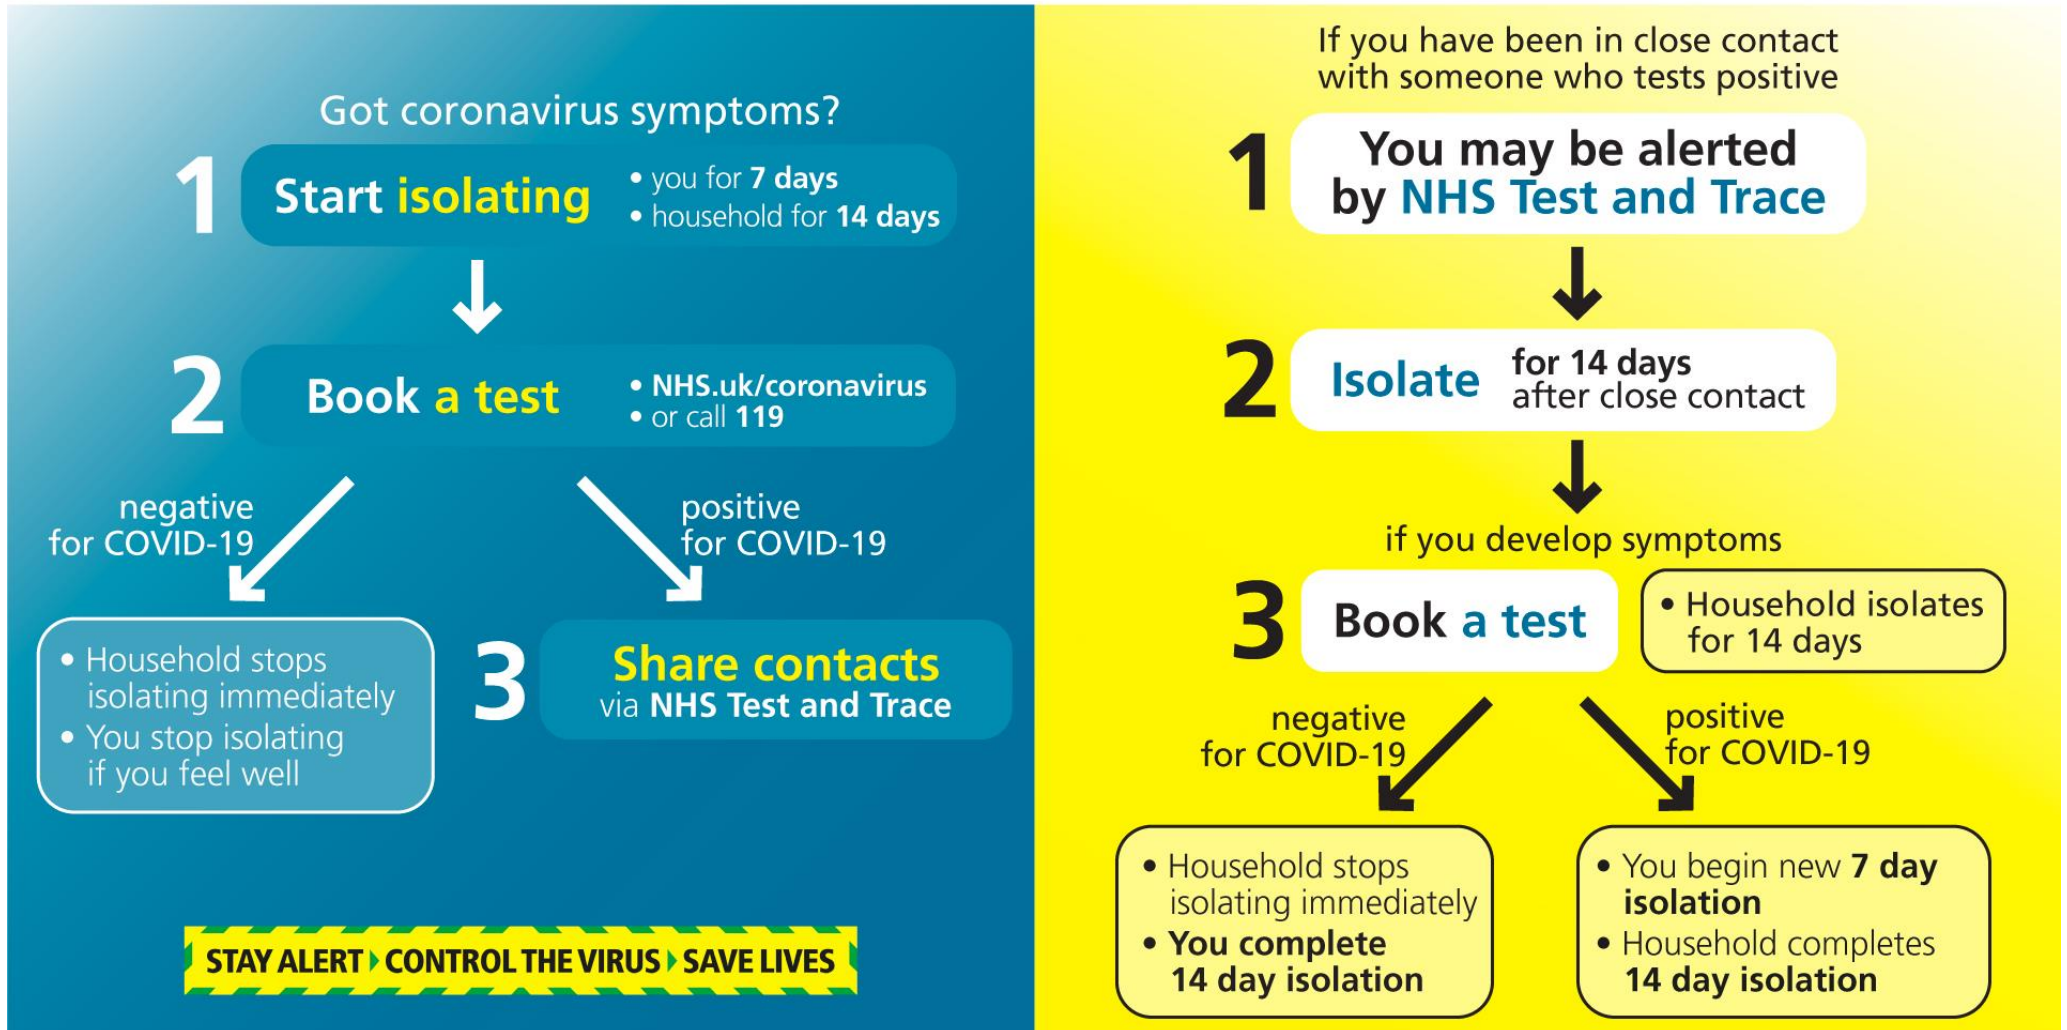 Got coronavirus symptoms?
1
Start isolating
• you for 7 days
• household for 14 days
2
Book a test
• NHS.uk/coronavirus
• or call 119
negative
for COVID-19
positive
for COVID-19
• Household stops
isolating immediately
• You stop isolating
if you feel well
3
Share contacts
via NHS Test and Trace
STAY ALERT CONTROL THE VIRUS SAVE LIVES
If you have been in close contact
with someone who tests positive
1
You may be alerted
by NHS Test and Trace
2
Isolate
for 14 days
after close contact
if you develop symptoms
3
Book a test
• Household isolates
for 14 days
negative
for COVID-19
positive
for COVID-19
• Household stops
isolating immediately
• You complete
14 day isolation
• You begin new 7 day
isolation
• Household completes
14 day isolation